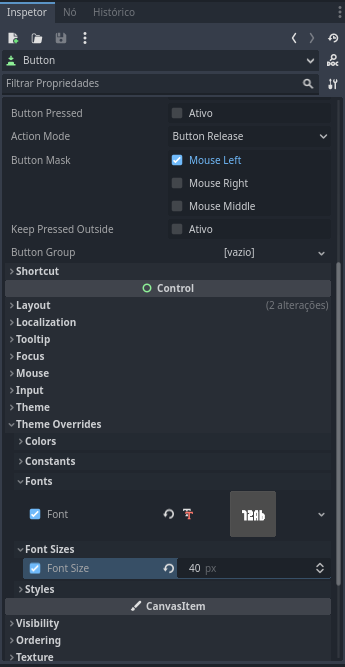 Inspetor Nó Histórico
Button
Filtrar Propriedades
Button Pressed Ativo
Action Mode Button Release
Button Mask Mouse Left
Mouse Right
Mouse Middle
Keep Pressed Outside Ativo
Button Group [vazio]
Shortcut
Control
Layout (2 alterações)
Localization
Tooltip
Focus
Mouse
Input
Theme
Theme Overrides
Colors
Constants
Fonts
Font
Font Sizes
Font Size 40 px
Styles
CanvasItem
Visibility
Ordering
Texture